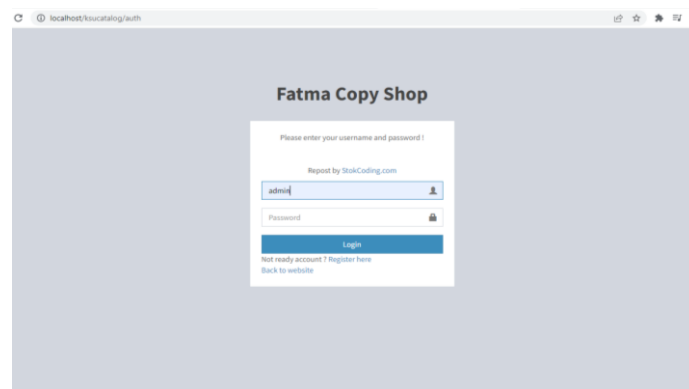 localhost/ksucatalog/auth
Fatma Copy Shop
Please enter your username and password !
Repost by StokCoding.com
admin
Password
Login
Not ready account ? Register here
Back to website